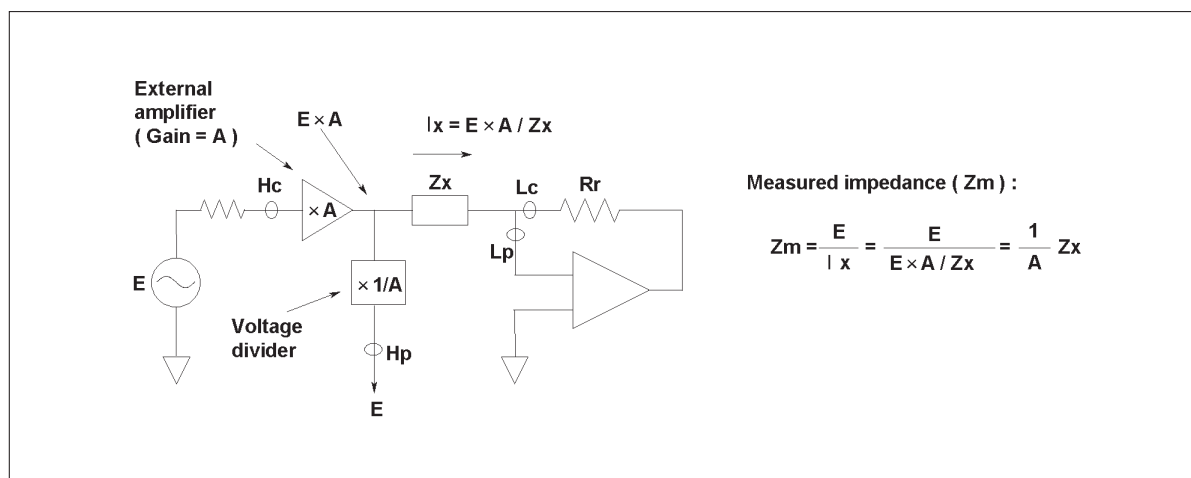 External
amplifier
( Gain = A )
E × A
Ix = E × A / Zx
Hc
Zx
Lc
Rr
× A
Lp
E
× 1/A
Voltage
divider
Hp
E
Measured impedance ( Zm ) :
Zm = E / Ix = E / E × A / Zx = 1 / A Zx